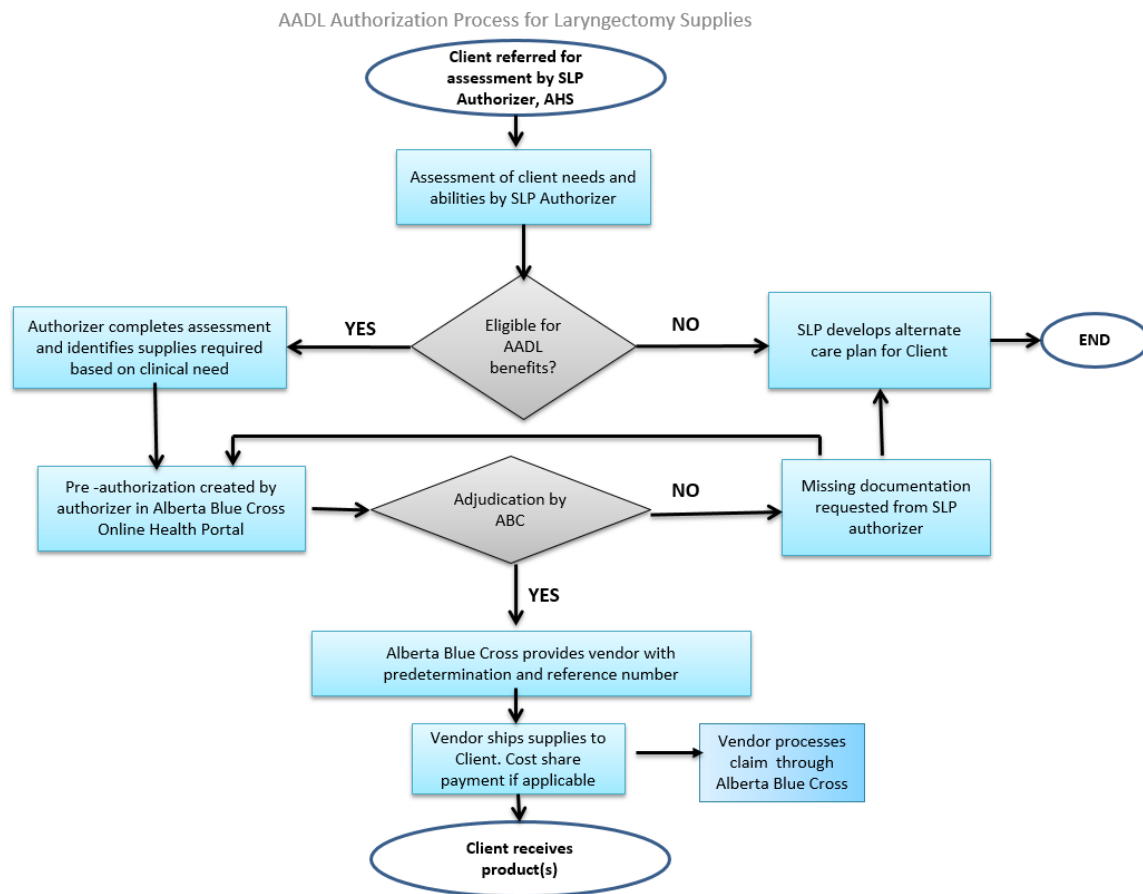 AADL Authorization Process for Laryngectomy Supplies
Client referred for
assessment by SLP
Authorizer, AHS
Assessment of client needs and
abilities by SLP Authorizer
Authorizer completes assessment
and identifies supplies required
based on clinical need
YES
Eligible for
AADL
benefits?
NO
SLP develops alternate
care plan for Client
END
Pre -authorization created by
authorizer in Alberta Blue Cross
Online Health Portal
Adjudication by
ABC
NO
Missing documentation
requested from SLP
authorizer
YES
Alberta Blue Cross provides vendor with
predetermination and reference number
Vendor ships supplies to
Client. Cost share
payment if applicable
Vendor processes
claim through
Alberta Blue Cross
Client receives
product(s)